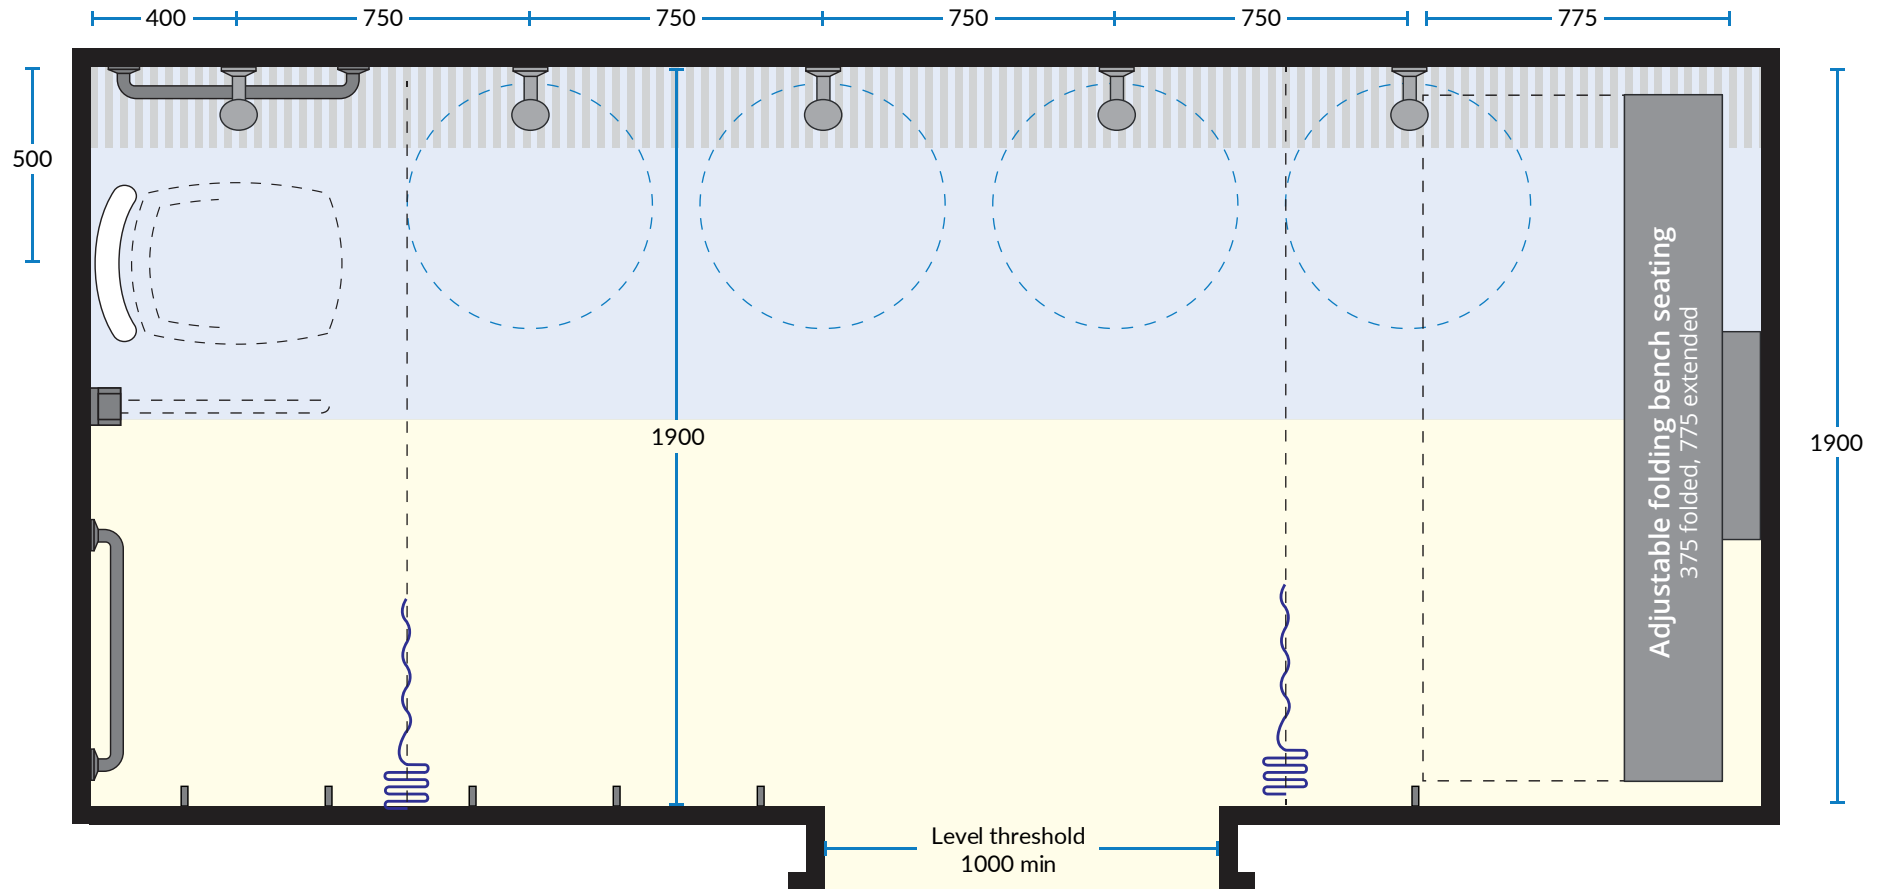 400
750
750
750
750
775
500
1900
1900
Adjustable folding bench seating
375 folded, 775 extended
Level threshold
1000 min